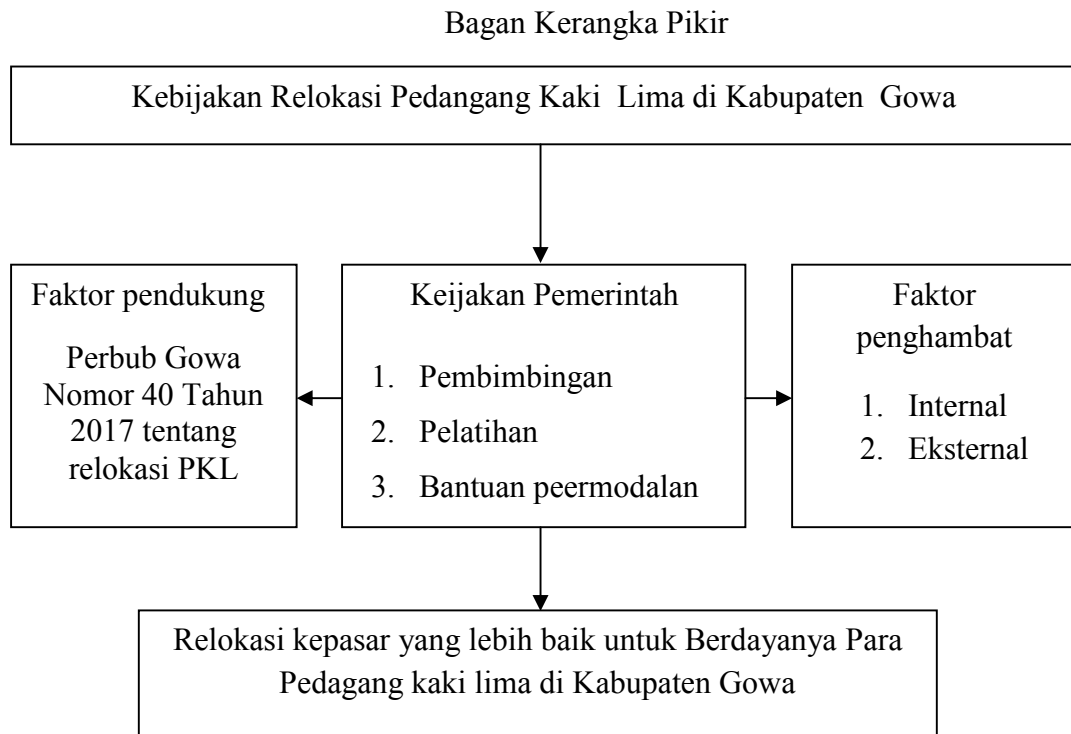 Bagan Kerangka Pikir
Kebijakan Relokasi Pedangang Kaki Lima di Kabupaten Gowa
Faktor pendukung
Perbub Gowa
Nomor 40 Tahun
2017 tentang
relokasi PKL
Keijakan Pemerintah
1. Pembimbingan
2. Pelatihan
3. Bantuan peermodalan
Faktor
penghambat
1. Internal
2. Eksternal
Relokasi kepasar yang lebih baik untuk Berdayanya Para
Pedagang kaki lima di Kabupaten Gowa